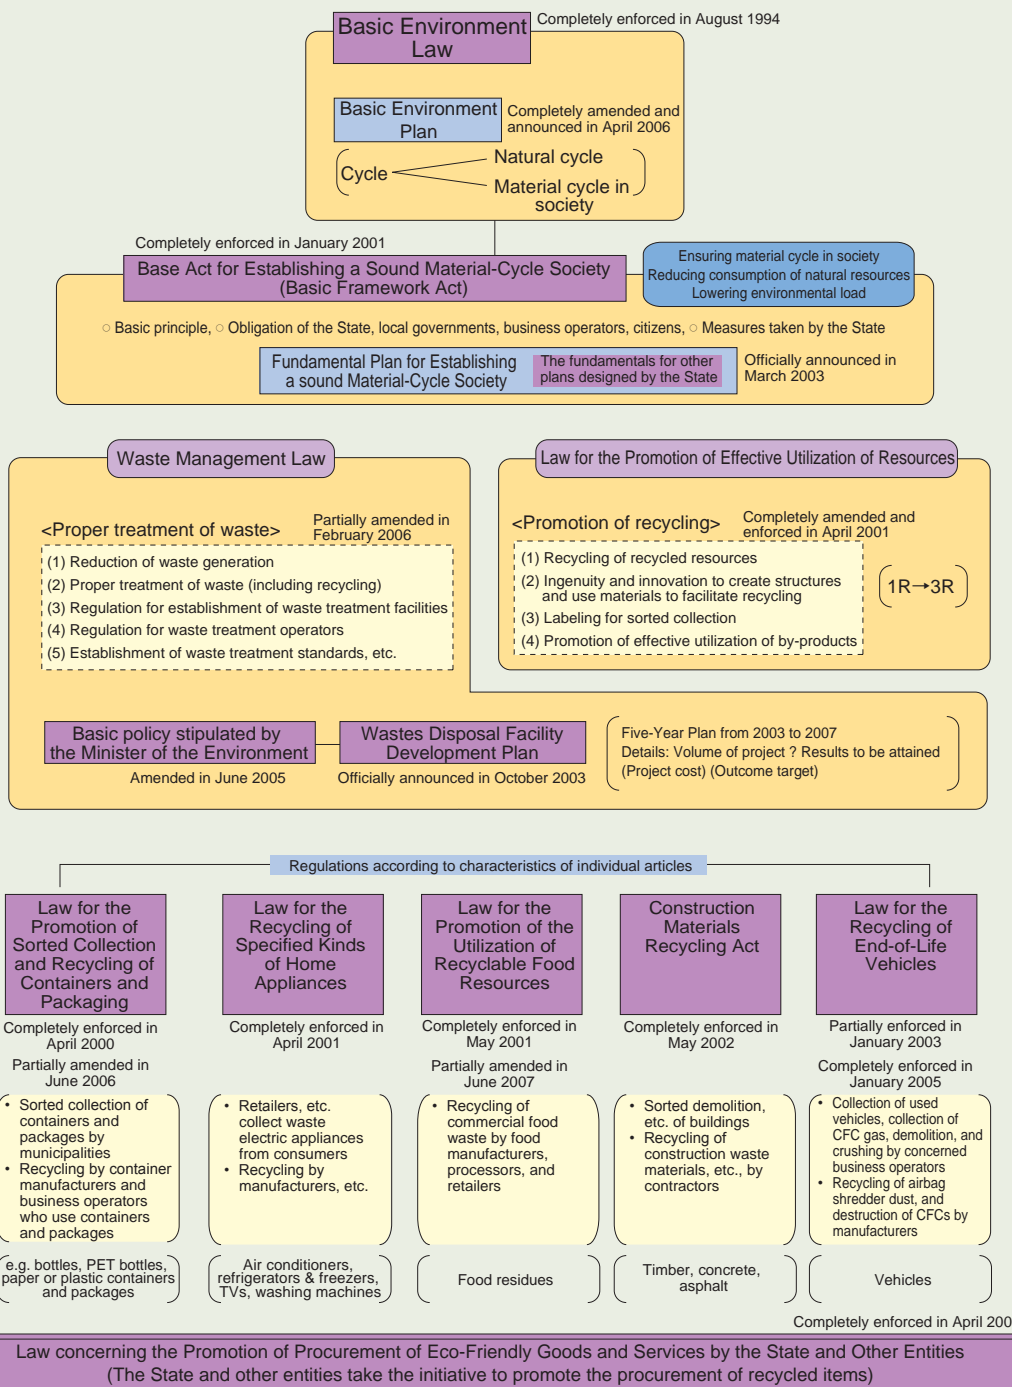 Basic Environment
Law
Completely enforced in August 1994
Basic Environment
Plan
Completely amended and
announced in April 2006
Cycle
Natural cycle
Material cycle in
society
Completely enforced in January 2001
Base Act for Establishing a Sound Material-Cycle Society
(Basic Framework Act)
Ensuring material cycle in society
Reducing consumption of natural resources
Lowering environmental load
○ Basic principle, ○ Obligation of the State, local governments, business operators, citizens, ○ Measures taken by the State
Fundamental Plan for Establishing
a sound Material-Cycle Society
The fundamentals for other
plans designed by the State
Officially announced in
March 2003
Waste Management Law
<Proper treatment of waste>
Partially amended in
February 2006
(1) Reduction of waste generation
(2) Proper treatment of waste (including recycling)
(3) Regulation for establishment of waste treatment facilities
(4) Regulation for waste treatment operators
(5) Establishment of waste treatment standards, etc.
Law for the Promotion of Effective Utilization of Resources
<Promotion of recycling>
Completely amended and
enforced in April 2001
(1) Recycling of recycled resources
(2) Ingenuity and innovation to create structures
and use materials to facilitate recycling
(3) Labeling for sorted collection
(4) Promotion of effective utilization of by-products
1R→3R
Basic policy stipulated by
the Minister of the Environment
Amended in June 2005
Wastes Disposal Facility
Development Plan
Officially announced in October 2003
Five-Year Plan from 2003 to 2007
Details: Volume of project ? Results to be attained
(Project cost) (Outcome target)
Regulations according to characteristics of individual articles
Law for the
Promotion of
Sorted Collection
and Recycling of
Containers and
Packaging
Completely enforced in
April 2000
Partially amended in
June 2006
• Sorted collection of
containers and
packages by
municipalities
• Recycling by container
manufacturers and
business operators
who use containers
and packages
e.g. bottles, PET bottles,
paper or plastic containers
and packages
Law for the
Recycling of
Specified Kinds
of Home
Appliances
Completely enforced in
April 2001
• Retailers, etc.
collect waste
electric appliances
from consumers
• Recycling by
manufacturers, etc.
Air conditioners,
refrigerators & freezers,
TVs, washing machines
Law for the
Promotion of the
Utilization of
Recyclable Food
Resources
Completely enforced in
May 2001
Partially amended in
June 2007
• Recycling of
commercial food
waste by food
manufacturers,
processors, and
retailers
Food residues
Construction
Materials
Recycling Act
Completely enforced in
May 2002
• Sorted demolition,
etc. of buildings
• Recycling of
construction waste
materials, etc., by
contractors
Timber, concrete,
asphalt
Law for the
Recycling of
End-of-Life
Vehicles
Partially enforced in
January 2003
Completely enforced in
January 2005
• Collection of used
vehicles, collection of
CFC gas, demolition, and
crushing by concerned
business operators
• Recycling of airbag
shredder dust, and
destruction of CFCs by
manufacturers
Vehicles
Completely enforced in April 200
Law concerning the Promotion of Procurement of Eco-Friendly Goods and Services by the State and Other Entities
(The State and other entities take the initiative to promote the procurement of recycled items)